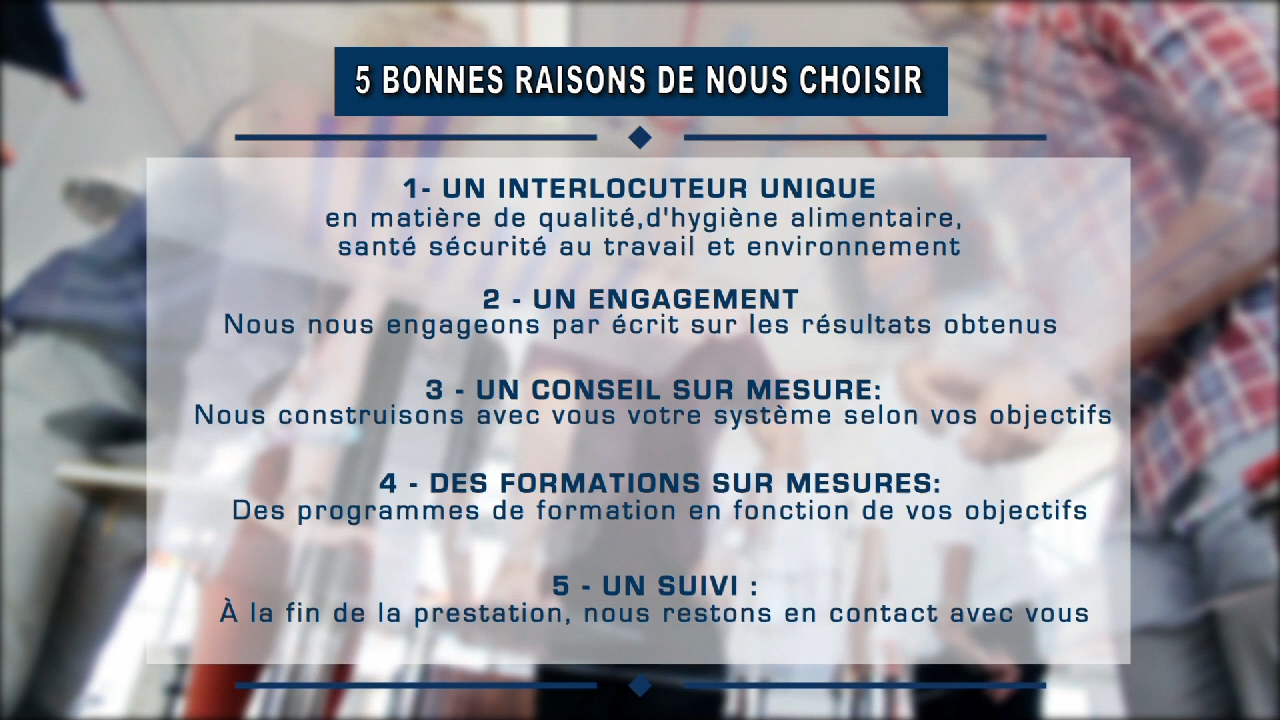 5 BONNES RAISONS DE NOUS CHOISIR
1- UN INTERLOCUTEUR UNIQUE
en matière de qualité,d'hygiène alimentaire,
santé sécurité au travail et environnement
2 - UN ENGAGEMENT
Nous nous engageons par écrit sur les résultats obtenus
3 - UN CONSEIL SUR MESURE:
Nous construisons avec vous votre système selon vos objectifs
4 - DES FORMATIONS SUR MESURES:
Des programmes de formation en fonction de vos objectifs
5 - UN SUIVI :
À la fin de la prestation, nous restons en contact avec vous